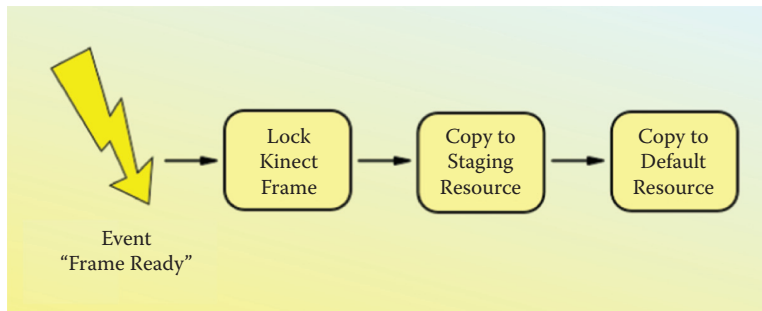 Event
“Frame Ready”
Lock
Kinect
Frame
Copy to
Staging
Resource
Copy to
Default
Resource